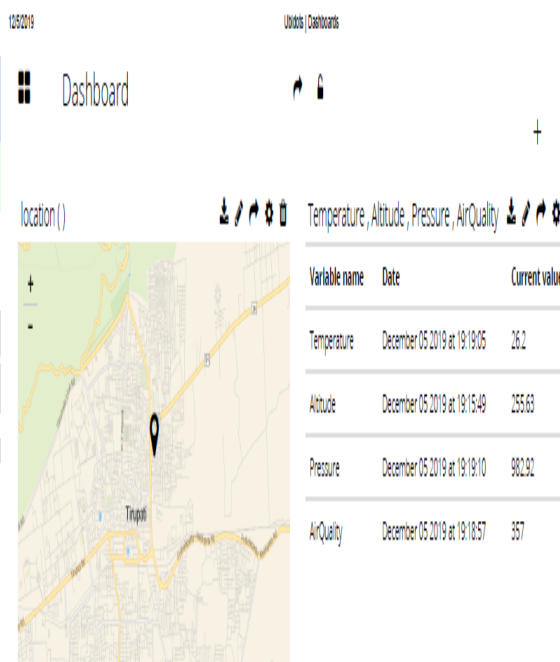 12/5/2019 Ubidots | Dashboards
Dashboard
+
location ( )
Temperature , Altitude , Pressure , AirQuality
+
-
Tirupati
Variable name Date Current value
Temperature December 05 2019 at 19:19:05 26.2
Altitude December 05 2019 at 19:15:49 255.63
Pressure December 05 2019 at 19:19:10 982.92
AirQuality December 05 2019 at 19:18:57 357